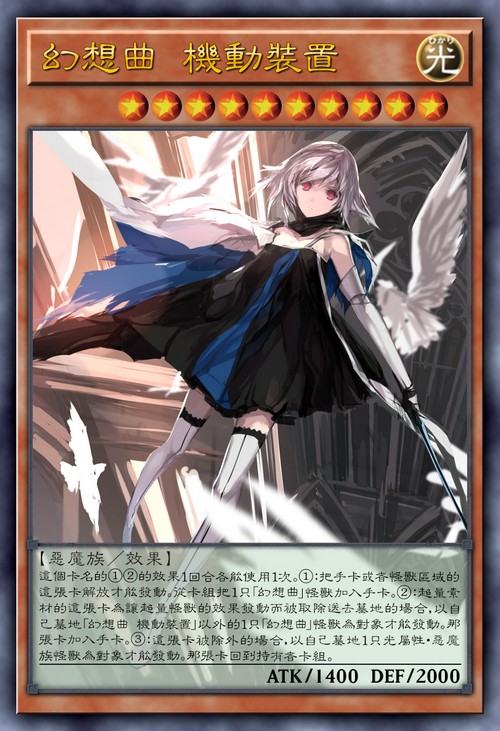 幻想曲 機動裝置
ひかり
光
【惡魔族／效果】
這個卡名的①②的效果1回合各能使用1次。①：把手卡或者怪獸區域的
這張卡解放才能發動。從卡組把1只「幻想曲」怪獸加入手卡。②：超量素
材的這張卡為讓超量怪獸的效果發動而被取除送去基地的場合，以自
己基地「幻想曲 機動裝置」以外的1只「幻想曲」怪獸為對象才能發動。那
張卡加入手卡。③：這張卡被除外的場合，以自己墓地1只光屬性・惡魔
族怪獸為對象才能發動。那張卡回到持有者卡組。
ATK/1400 DEF/2000